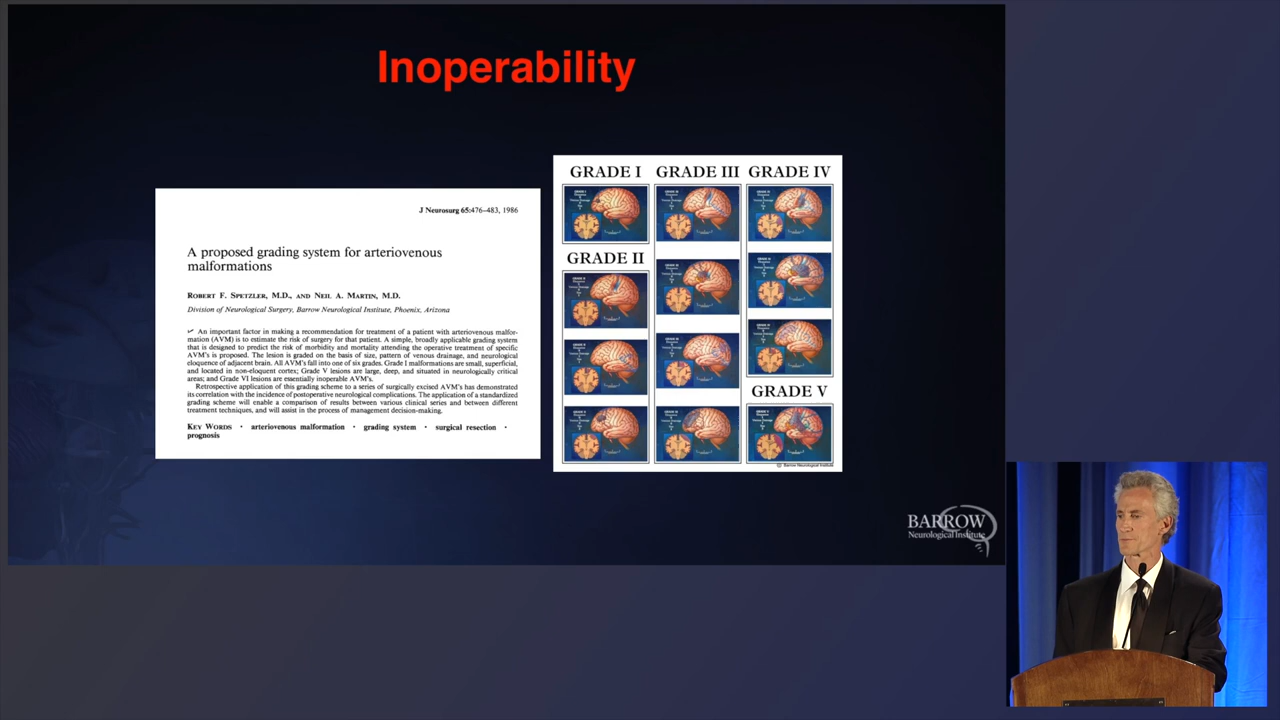 Inoperability
J Neurosurg 65:476–483, 1986
A proposed grading system for arteriovenous
malformations
ROBERT F. SPETZLER, M.D., AND NEIL A. MARTIN, M.D.
Division of Neurological Surgery, Barrow Neurological Institute, Phoenix, Arizona
✓ An important factor in making a recommendation for treatment of a patient with arteriovenous malfor-
mation (AVM) is to estimate the risk of surgery for that patient. A simple, broadly applicable grading system
that is designed to predict the risk of morbidity and mortality attending the operative treatment of specific
AVM's is proposed. The lesion is graded on the basis of size, pattern of venous drainage, and neurological
eloquence of adjacent brain. All AVM's fall into one of six grades. Grade I malformations are small, superficial,
and located in non-eloquent cortex; Grade V lesions are large, deep, and situated in neurologically critical
areas; and Grade VI lesions are essentially inoperable AVM's.
Retrospective application of this grading scheme to a series of surgically excised AVM's has demonstrated
its correlation with the incidence of postoperative neurological complications. The application of a standardized
grading scheme will enable a comparison of results between various clinical series and between different
treatment techniques, and will assist in the process of management decision-making.
KEY WORDS • arteriovenous malformation • grading system • surgical resection •
prognosis
GRADE I
GRADE II
GRADE III
GRADE IV
GRADE V
© Barrow Neurological Institute
BARROW
Neurological Institute